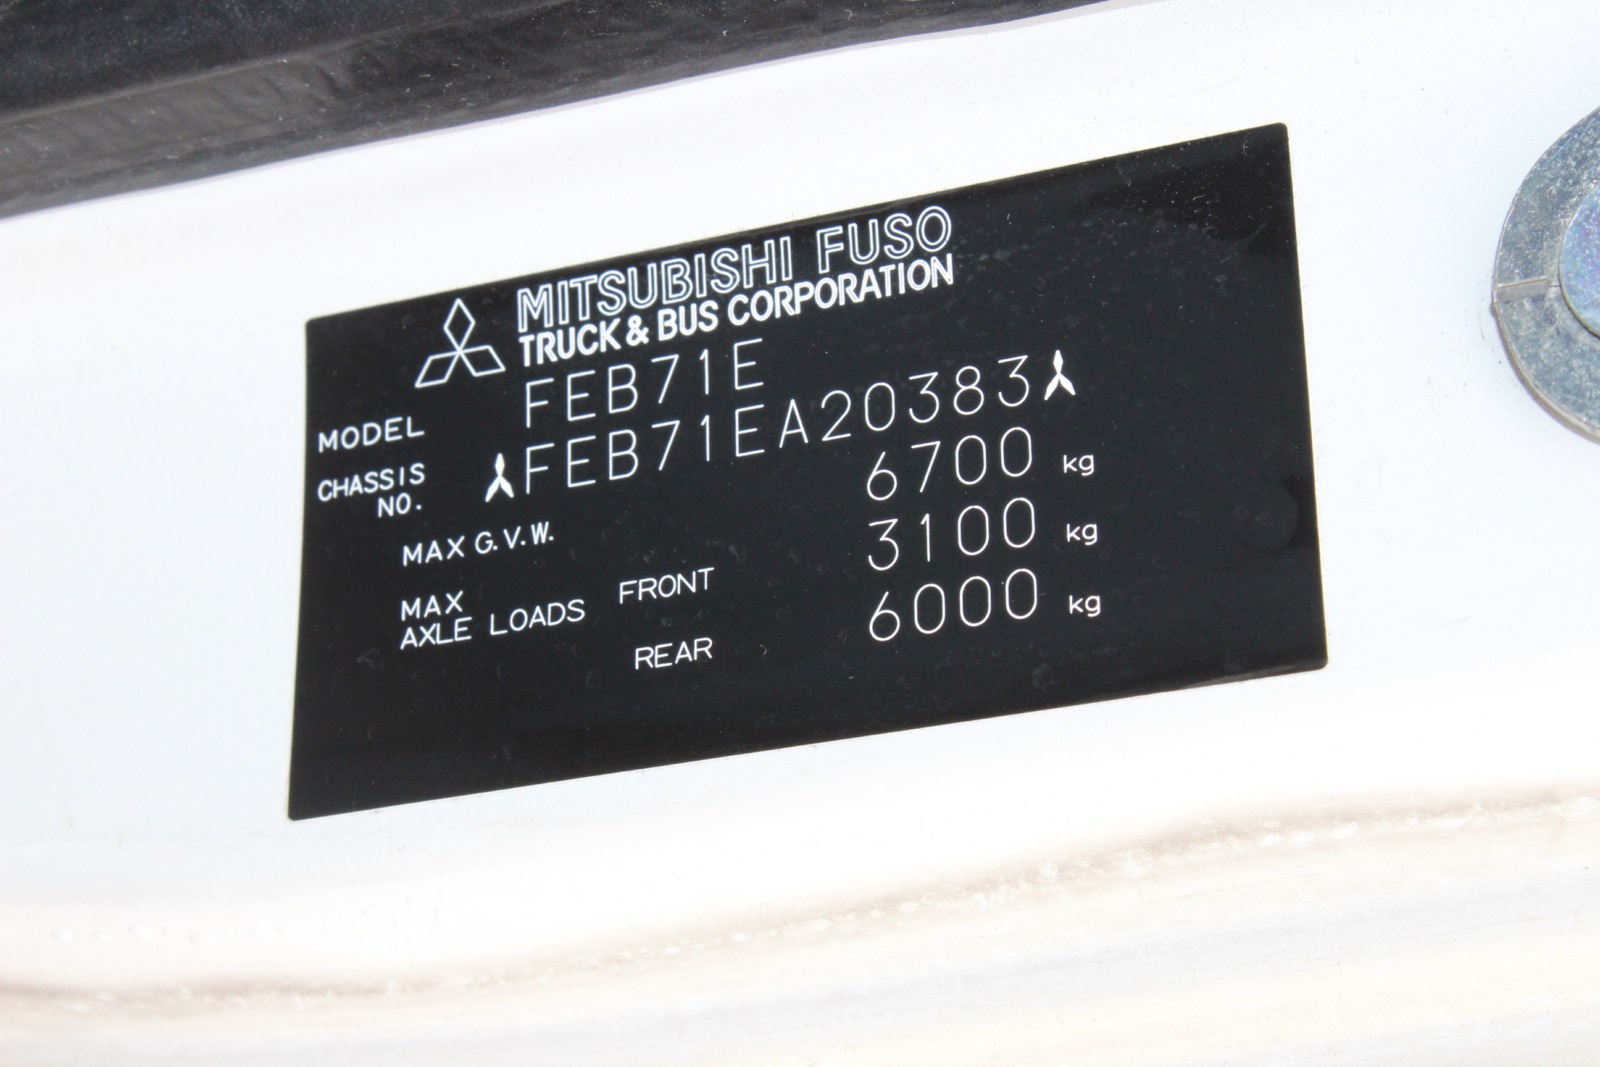 MITSUBISHI FUSO
TRUCK & BUS CORPORATION
MODEL FEB71E
CHASSIS NO. FEB71EA20383
MAX G.V.W. 6700 kg
MAX AXLE LOADS FRONT 3100 kg
REAR 6000 kg